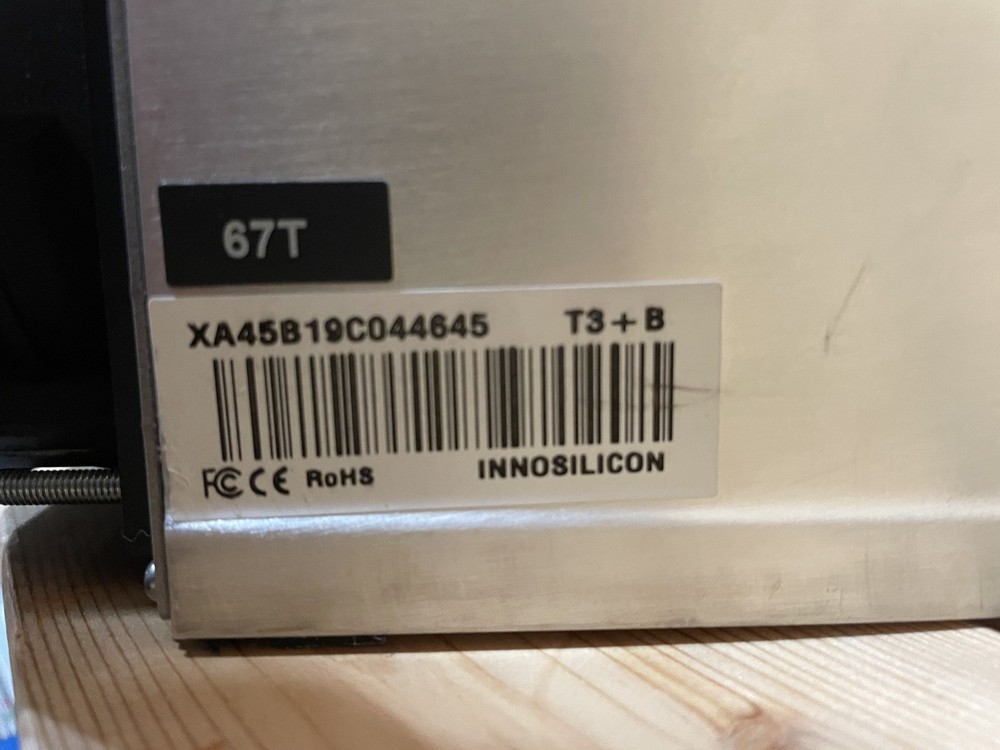 67T
XA45B19C044645 T3+B
FC CE RoHS INNOSILICON